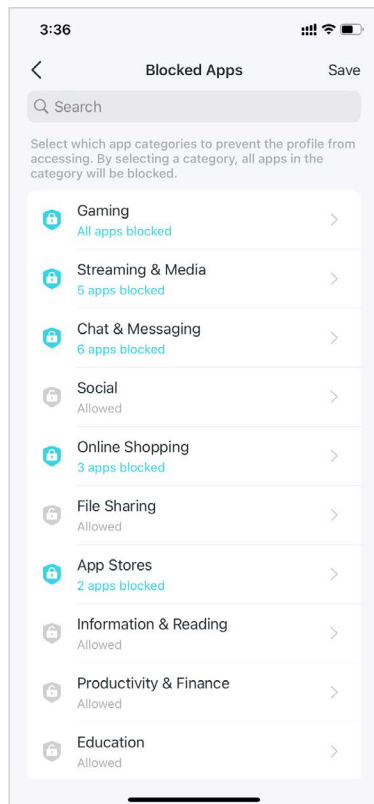 3:36
Blocked Apps
Save
Search
Select which app categories to prevent the profile from
accessing. By selecting a category, all apps in the
category will be blocked.
Gaming
All apps blocked
Streaming & Media
5 apps blocked
Chat & Messaging
6 apps blocked
Social
Allowed
Online Shopping
3 apps blocked
File Sharing
Allowed
App Stores
2 apps blocked
Information & Reading
Allowed
Productivity & Finance
Allowed
Education
Allowed